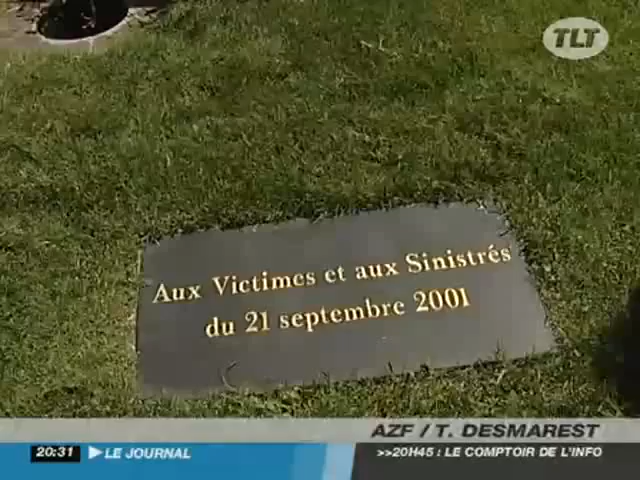 TLT
Aux Victimes et aux Sinistrés
du 21 septembre 2001
AZF / T. DESMAREST
20:31 LE JOURNAL >>20H45 : LE COMPTOIR DE L'INFO